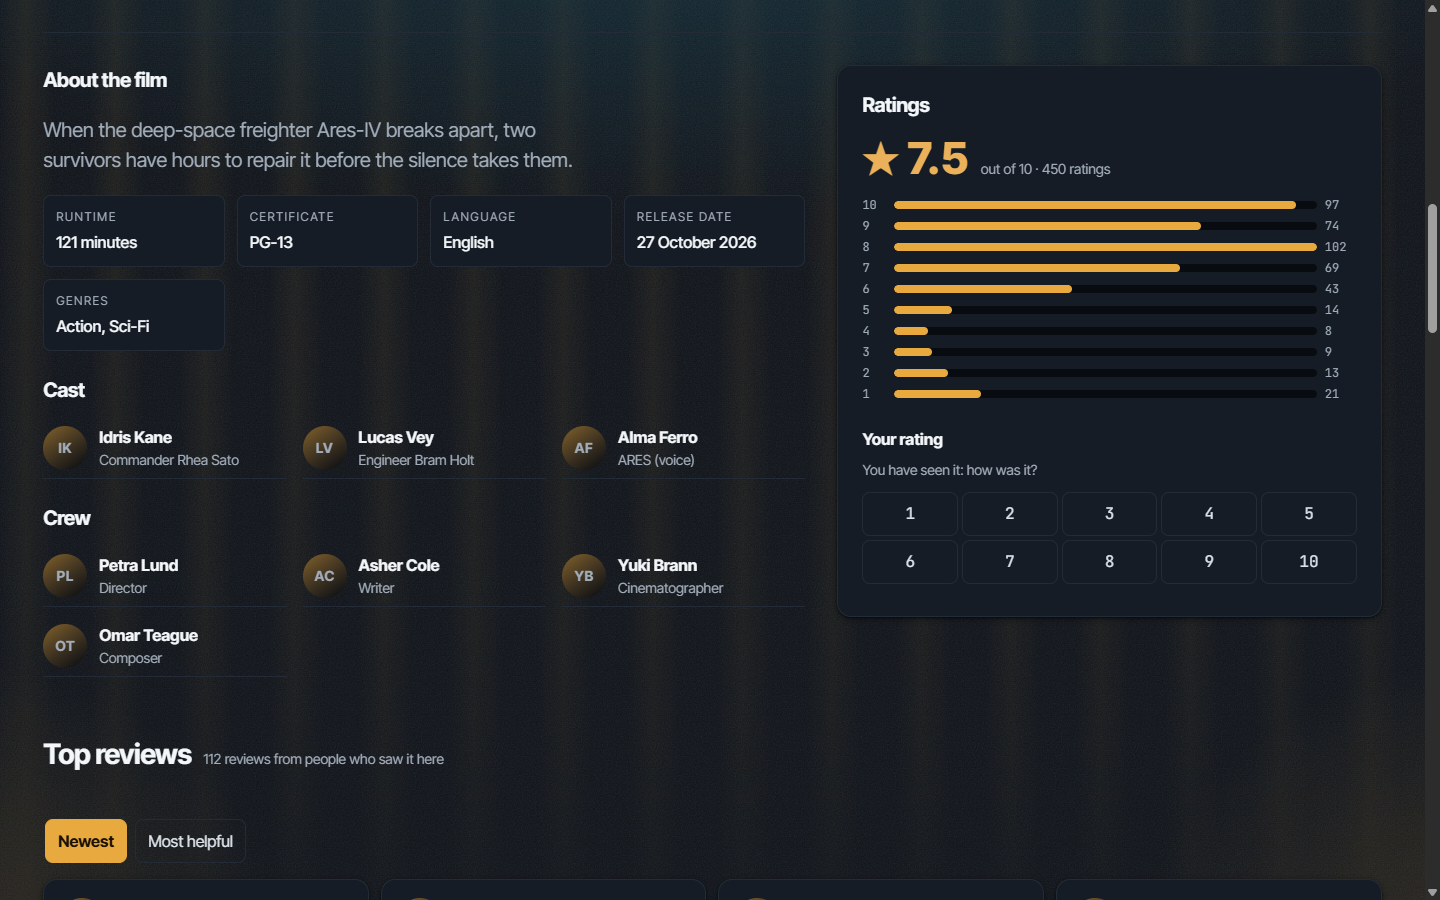 About the film
When the deep-space freighter Ares-IV breaks apart, two
survivors have hours to repair it before the silence takes them.
RUNTIME
121 minutes
CERTIFICATE
PG-13
LANGUAGE
English
RELEASE DATE
27 October 2026
GENRES
Action, Sci-Fi
Cast
IK
Idris Kane
Commander Rhea Sato
LV
Lucas Vey
Engineer Bram Holt
AF
Alma Ferro
ARES (voice)
Crew
PL
Petra Lund
Director
AC
Asher Cole
Writer
YB
Yuki Brann
Cinematographer
OT
Omar Teague
Composer
Ratings
7.5 out of 10 · 450 ratings
10 97
9 74
8 102
7 69
6 43
5 14
4 8
3 9
2 13
1 21
Your rating
You have seen it: how was it?
1 2 3 4 5
6 7 8 9 10
Top reviews 112 reviews from people who saw it here
Newest Most helpful